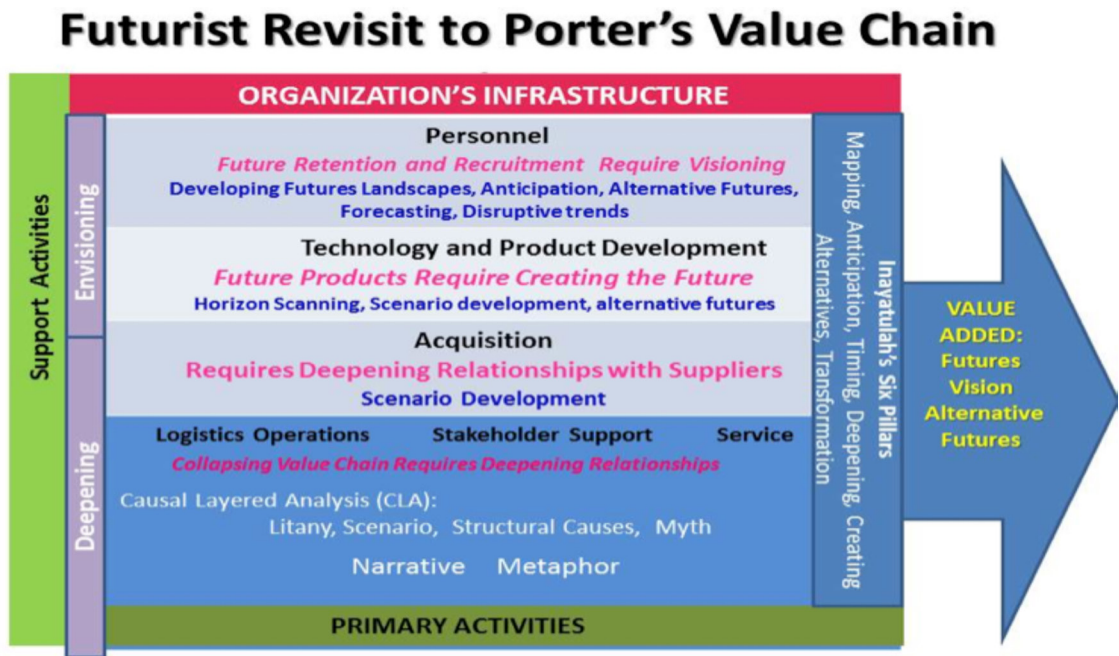 Futurist Revisit to Porter's Value Chain
ORGANIZATION'S INFRASTRUCTURE
Support Activities
Envisioning
Personnel
Future Retention and Recruitment Require Visioning
Developing Futures Landscapes, Anticipation, Alternative Futures,
Forecasting, Disruptive trends
Technology and Product Development
Future Products Require Creating the Future
Horizon Scanning, Scenario development, alternative futures
Deepening
Acquisition
Requires Deepening Relationships with Suppliers
Scenario Development
Logistics Operations Stakeholder Support Service
Collapsing Value Chain Requires Deepening Relationships
Causal Layered Analysis (CLA):
Litany, Scenario, Structural Causes, Myth
Narrative Metaphor
PRIMARY ACTIVITIES
Inayatulah's Six Pillars
Mapping, Anticipation, Timing, Deepening, Creating
Alternatives, Transformation
VALUE
ADDED:
Futures
Vision
Alternative
Futures